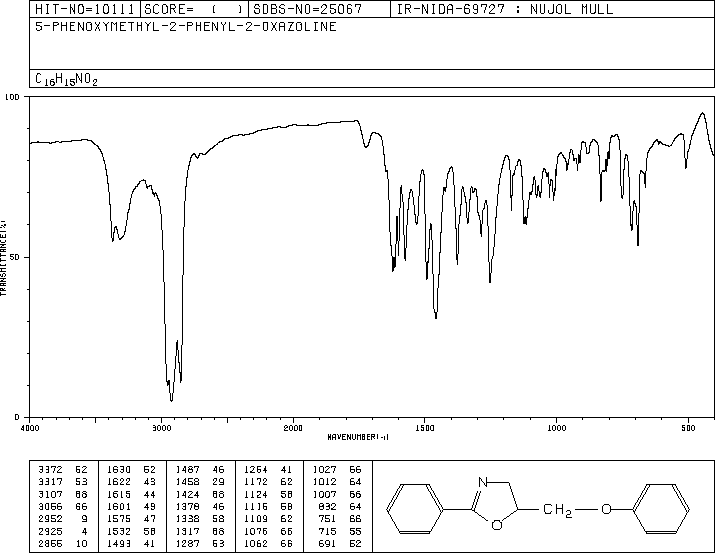 HIT-NO=10111 SCORE= ( ) SDBS-NO=25067 IR-NIDA-69727 : NUJOL MULL
5-PHENOXYMETHYL-2-PHENYL-2-OXAZOLINE
C16H15NO2
100
50
0
TRANSMITTANCE(%)
4000 3000 2000 1500 1000 500
WAVENUMBER(-1)
3372 52 1630 52 1487 46 1254 41 1027 66
3317 53 1622 43 1458 29 1172 62 1012 64
3107 68 1615 44 1424 68 1124 58 1007 66
3066 66 1601 49 1378 46 1116 58 832 64
2952 9 1575 47 1338 58 1109 62 751 66
2925 4 1532 58 1317 68 1076 66 715 55
2855 10 1493 41 1287 53 1062 66 691 52
N
O
CH2
O